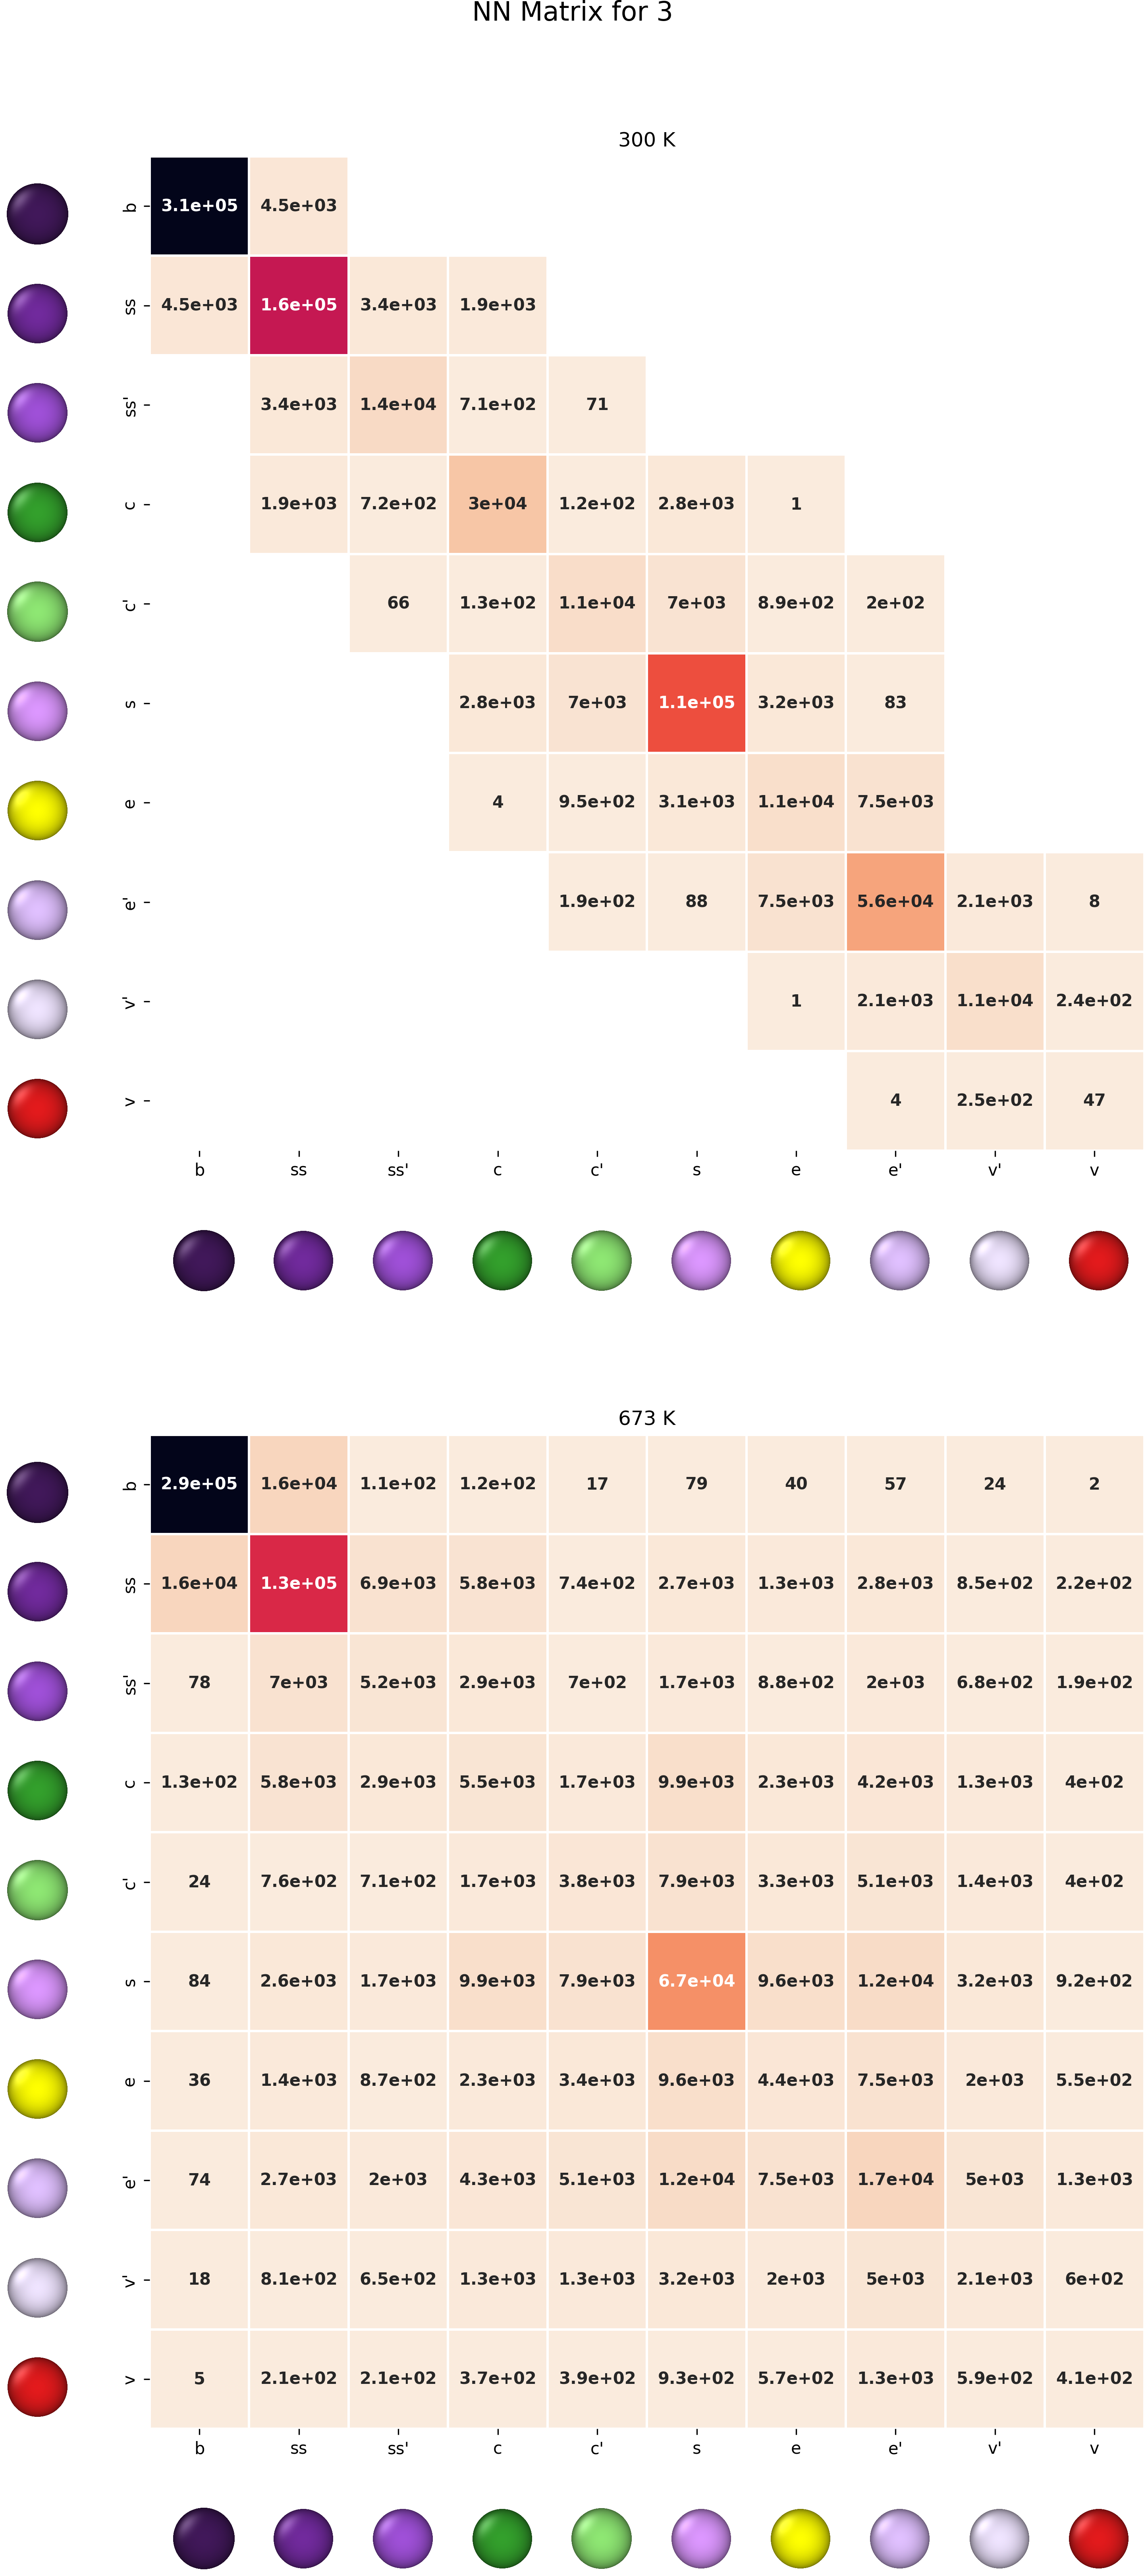 NN Matrix for 3
300 K
b 3.1e+05 4.5e+03
ss 4.5e+03 1.6e+05 3.4e+03 1.9e+03
ss' 3.4e+03 1.4e+04 7.1e+02 71
c 1.9e+03 7.2e+02 3e+04 1.2e+02 2.8e+03 1
c' 66 1.3e+02 1.1e+04 7e+03 8.9e+02 2e+02
s 2.8e+03 7e+03 1.1e+05 3.2e+03 83
e 4 9.5e+02 3.1e+03 1.1e+04 7.5e+03
e' 1.9e+02 88 7.5e+03 5.6e+04 2.1e+03 8
v' 1 2.1e+03 1.1e+04 2.4e+02
v 4 2.5e+02 47
b ss ss' c c' s e e' v' v
673 K
b 2.9e+05 1.6e+04 1.1e+02 1.2e+02 17 79 40 57 24 2
ss 1.6e+04 1.3e+05 6.9e+03 5.8e+03 7.4e+02 2.7e+03 1.3e+03 2.8e+03 8.5e+02 2.2e+02
ss' 78 7e+03 5.2e+03 2.9e+03 7e+02 1.7e+03 8.8e+02 2e+03 6.8e+02 1.9e+02
c 1.3e+02 5.8e+03 2.9e+03 5.5e+03 1.7e+03 9.9e+03 2.3e+03 4.2e+03 1.3e+03 4e+02
c' 24 7.6e+02 7.1e+02 1.7e+03 3.8e+03 7.9e+03 3.3e+03 5.1e+03 1.4e+03 4e+02
s 84 2.6e+03 1.7e+03 9.9e+03 7.9e+03 6.7e+04 9.6e+03 1.2e+04 3.2e+03 9.2e+02
e 36 1.4e+03 8.7e+02 2.3e+03 3.4e+03 9.6e+03 4.4e+03 7.5e+03 2e+03 5.5e+02
e' 74 2.7e+03 2e+03 4.3e+03 5.1e+03 1.2e+04 7.5e+03 1.7e+04 5e+03 1.3e+03
v' 18 8.1e+02 6.5e+02 1.3e+03 1.3e+03 3.2e+03 2e+03 5e+03 2.1e+03 6e+02
v 5 2.1e+02 2.1e+02 3.7e+02 3.9e+02 9.3e+02 5.7e+02 1.3e+03 5.9e+02 4.1e+02
b ss ss' c c' s e e' v' v